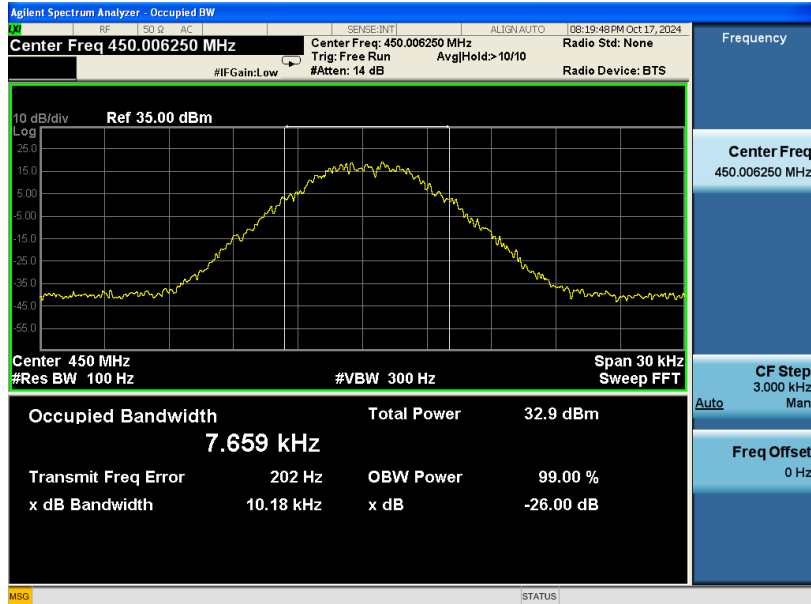 Agilent Spectrum Analyzer - Occupied BW
LXI RF 50 Ω AC SENSE:INT ALIGN AUTO 08:19:48 PM Oct 17, 2024
Center Freq 450.006250 MHz
Center Freq: 450.006250 MHz
Radio Std: None
Trig: Free Run Avg|Hold:> 10/10
#IFGain:Low #Atten: 14 dB Radio Device: BTS
10 dB/div Ref 35.00 dBm
Log
25.0
15.0
5.00
-5.00
-15.0
-25.0
-35.0
-45.0
-55.0
Center 450 MHz Span 30 kHz
#Res BW 100 Hz #VBW 300 Hz Sweep FFT
Occupied Bandwidth Total Power 32.9 dBm
7.659 kHz
Transmit Freq Error 202 Hz OBW Power 99.00 %
x dB Bandwidth 10.18 kHz x dB -26.00 dB
Frequency
Center Freq
450.006250 MHz
CF Step
3.000 kHz
Auto Man
Freq Offset
0 Hz
MSG STATUS